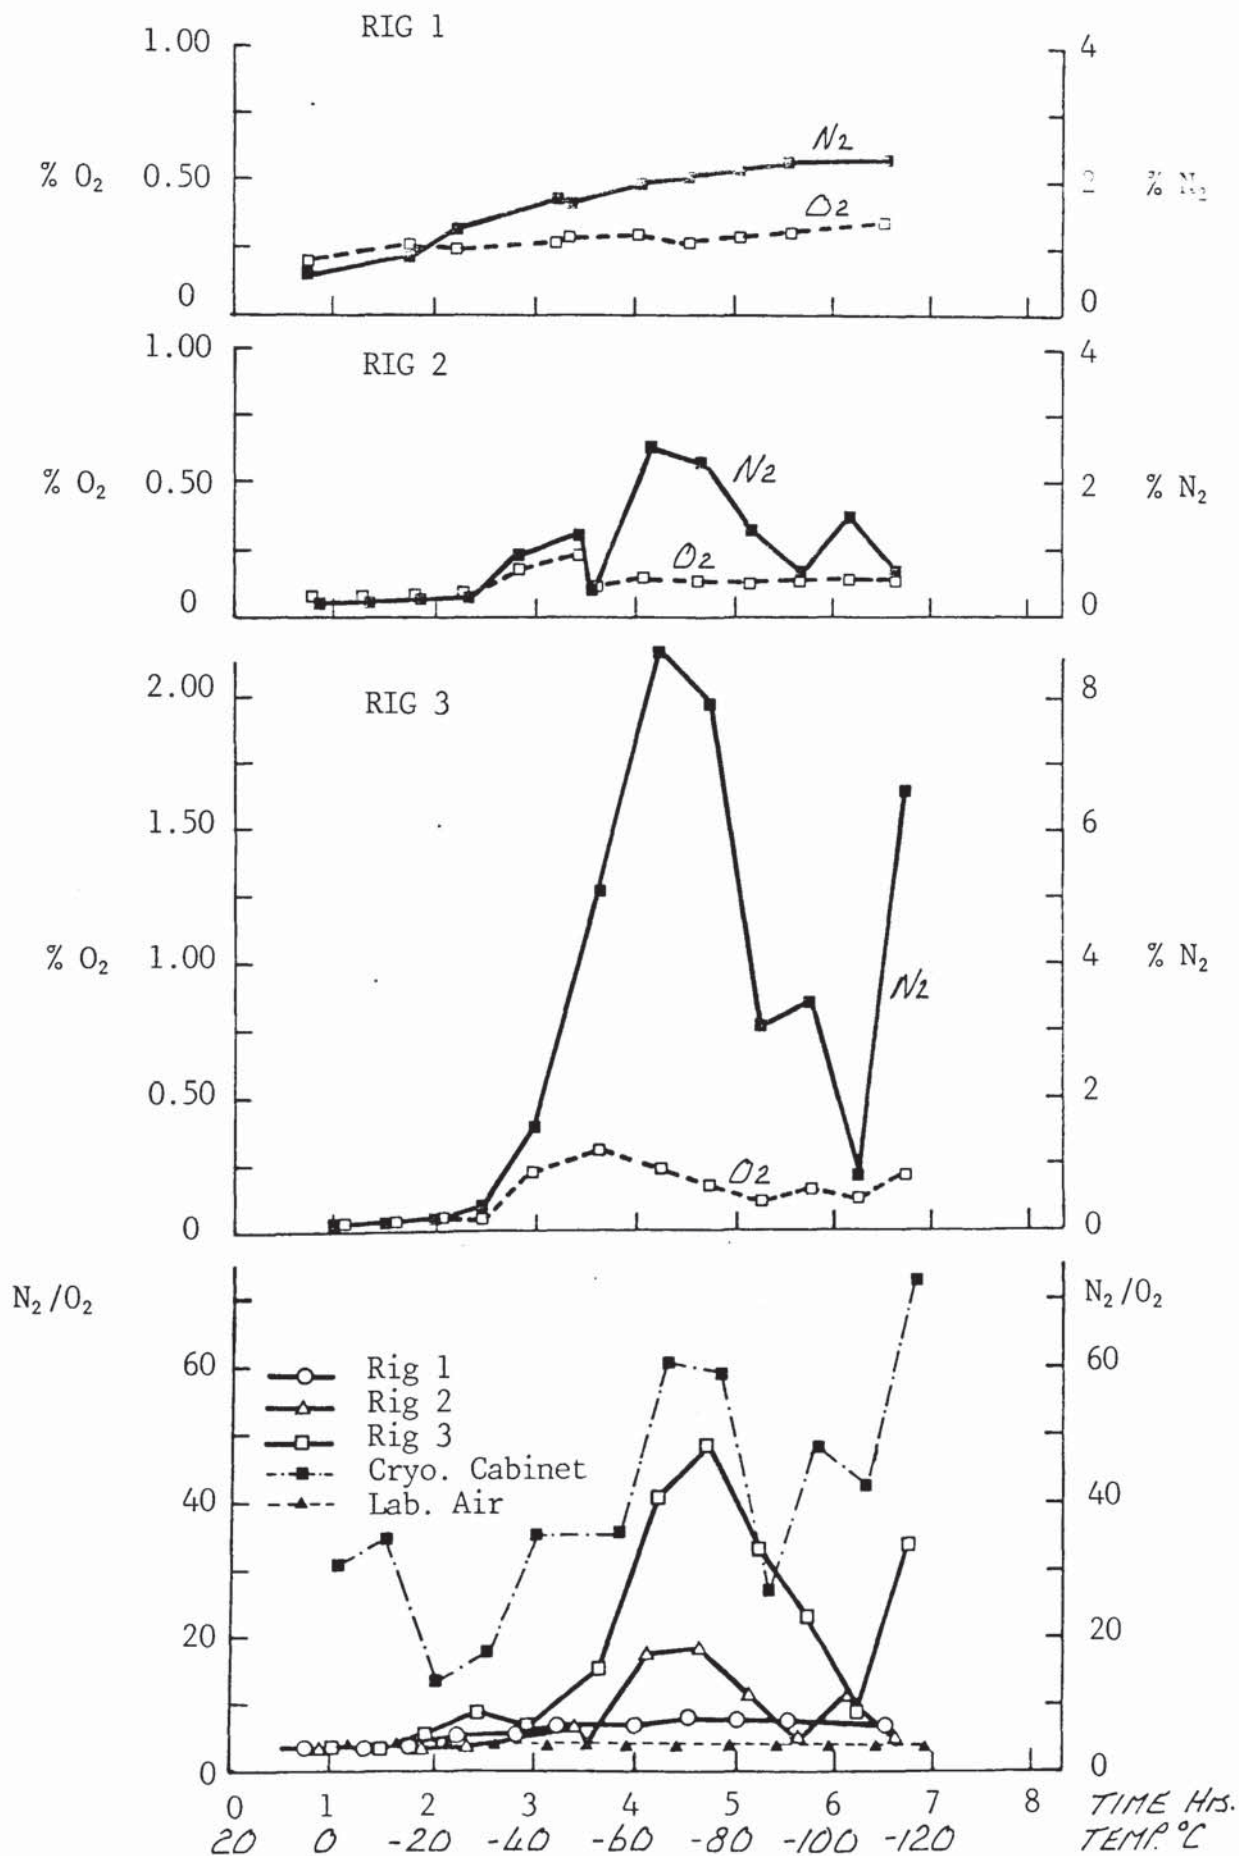 RIG 1
1.00
4
N2
% O₂ 0.50
2 % N₂
O2
0
0
1.00
RIG 2
4
% O₂ 0.50
N2
2 % N₂
O2
0
0
2.00
RIG 3
8
1.50
6
% O₂ 1.00
4 % N₂
N2
0.50
2
O2
0
0
N₂/O₂
N₂/O₂
60
Rig 1
60
Rig 2
Rig 3
Cryo. Cabinet
40
Lab. Air
40
20
20
0
0
0 1 2 3 4 5 6 7 8 TIME Hrs.
20 0 -20 -40 -60 -80 -100 -120 TEMP. °C